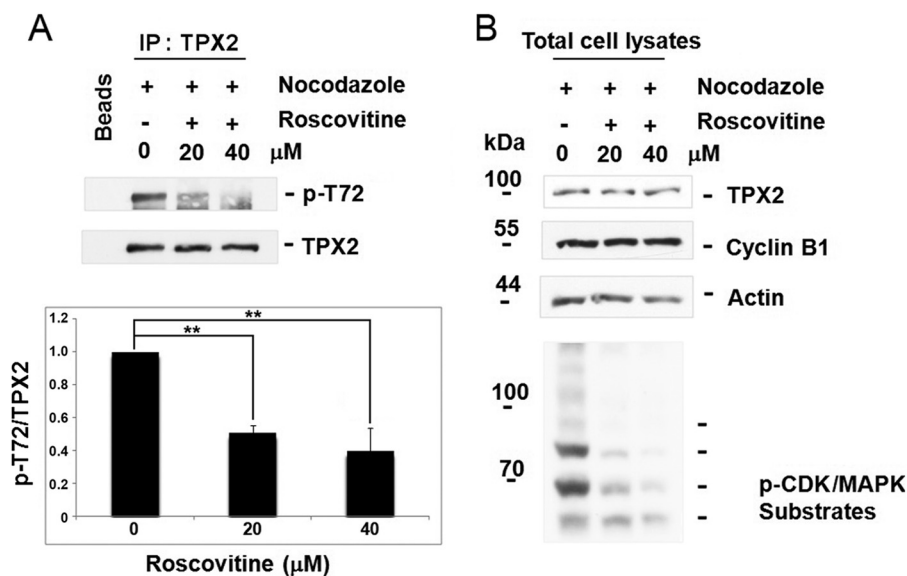 A
IP : TPX2
Beads
+ + + Nocodazole
- + + Roscovitine
0 20 40 μM
- p-T72
- TPX2
1.2
1.0
0.8
0.6
0.4
0.2
0
** **
p-T72/TPX2
0 20 40
Roscovitine (μM)
B
Total cell lysates
+ + + Nocodazole
- + + Roscovitine
kDa
0 20 40 μM
100
- - TPX2
55
- - Cyclin B1
44
- - Actin
100
-
70
-
-
-
- p-CDK/MAPK
- Substrates